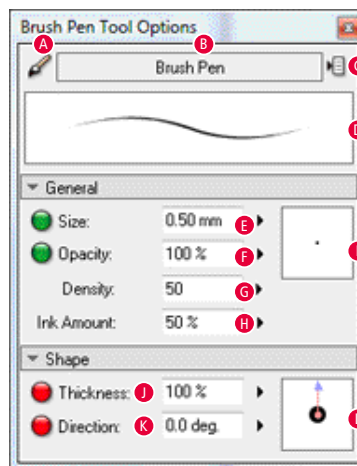 Brush Pen Tool Options
A
B
Brush Pen
General
Size: 0.50 mm E
Opacity: 100 % F
Density: 50 G
Ink Amount: 50 % H
Shape
Thickness: J 100 %
Direction: K 0.0 deg.